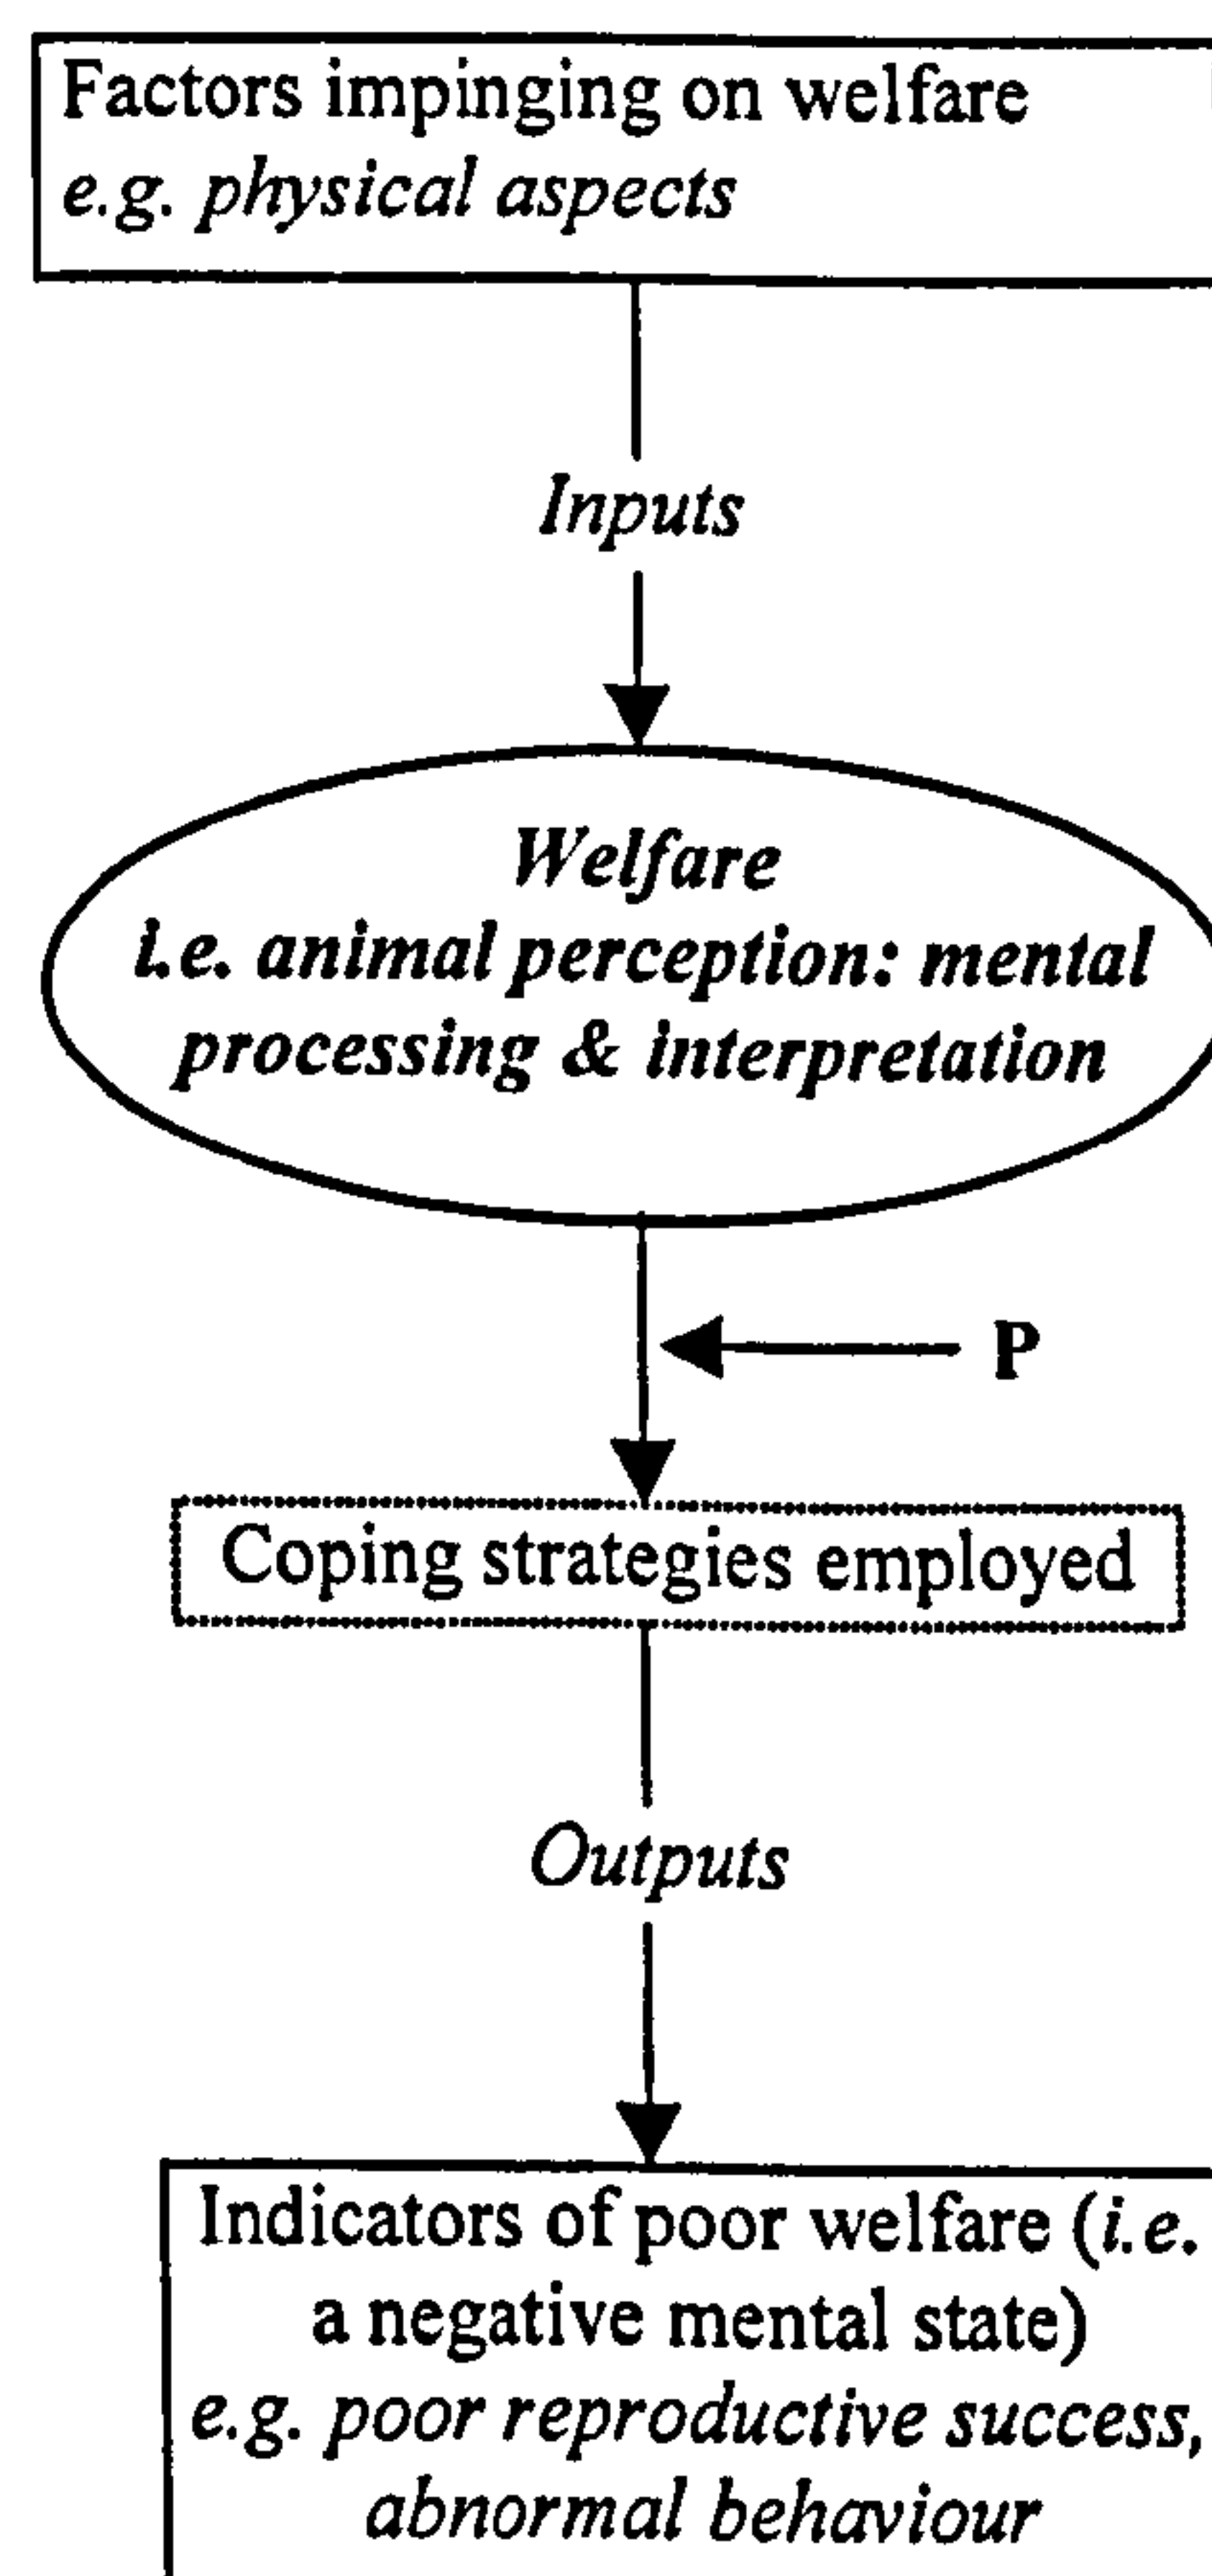 Factors impinging on welfare
e.g. physical aspects
Inputs
Welfare
i.e. animal perception: mental
processing & interpretation
P
Coping strategies employed
Outputs
Indicators of poor welfare (i.e.
a negative mental state)
e.g. poor reproductive success,
abnormal behaviour